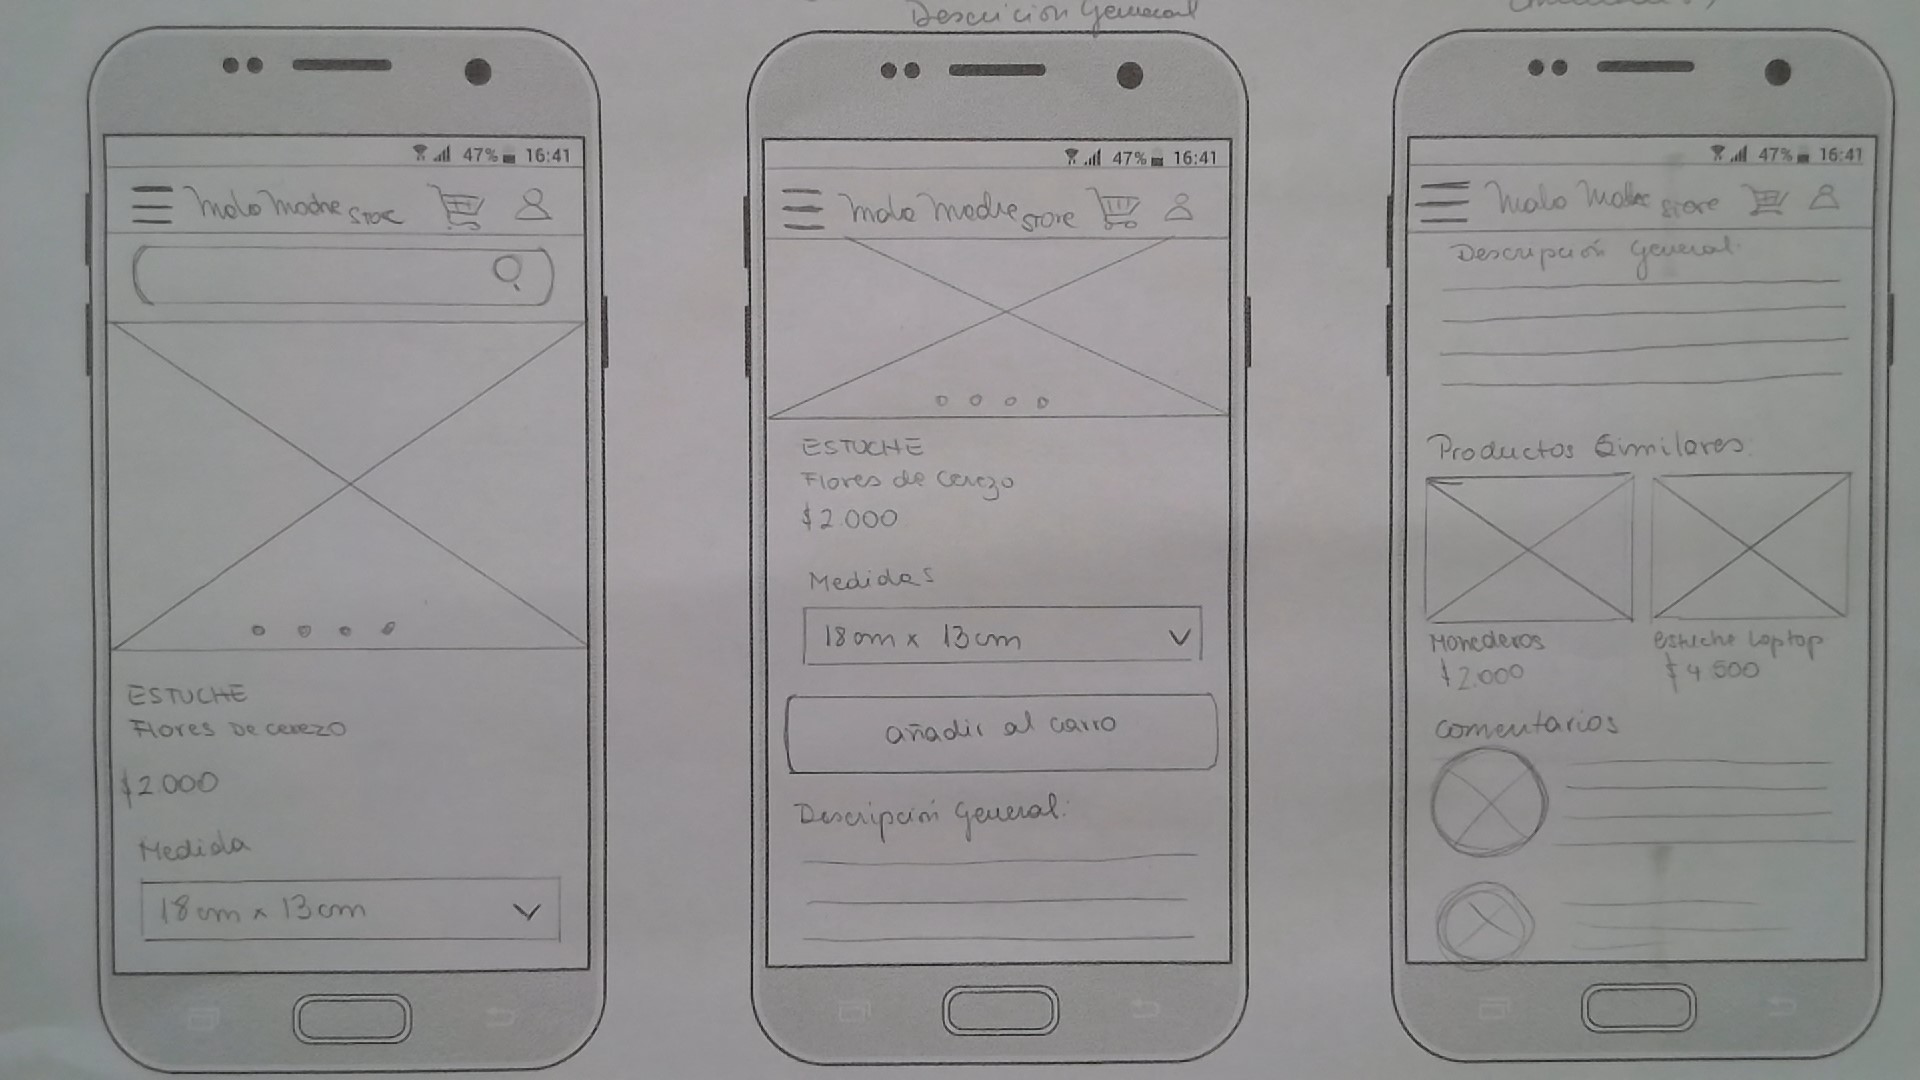 Descrición General
47% 16:41
Mala Madre STORE
ESTUCHE
Flores De cerezo
$2.000
Medida
18cm x 13cm
47% 16:41
Mala Madre STORE
ESTUCHE
Flores de cerezo
$2.000
Medidas
18cm x 13cm
añadir al carro
Descripción General:
47% 16:41
Mala Madre store
Descripción General:
Productos Similares
Monederos
$2.000
estuche laptop
$4.500
comentarios